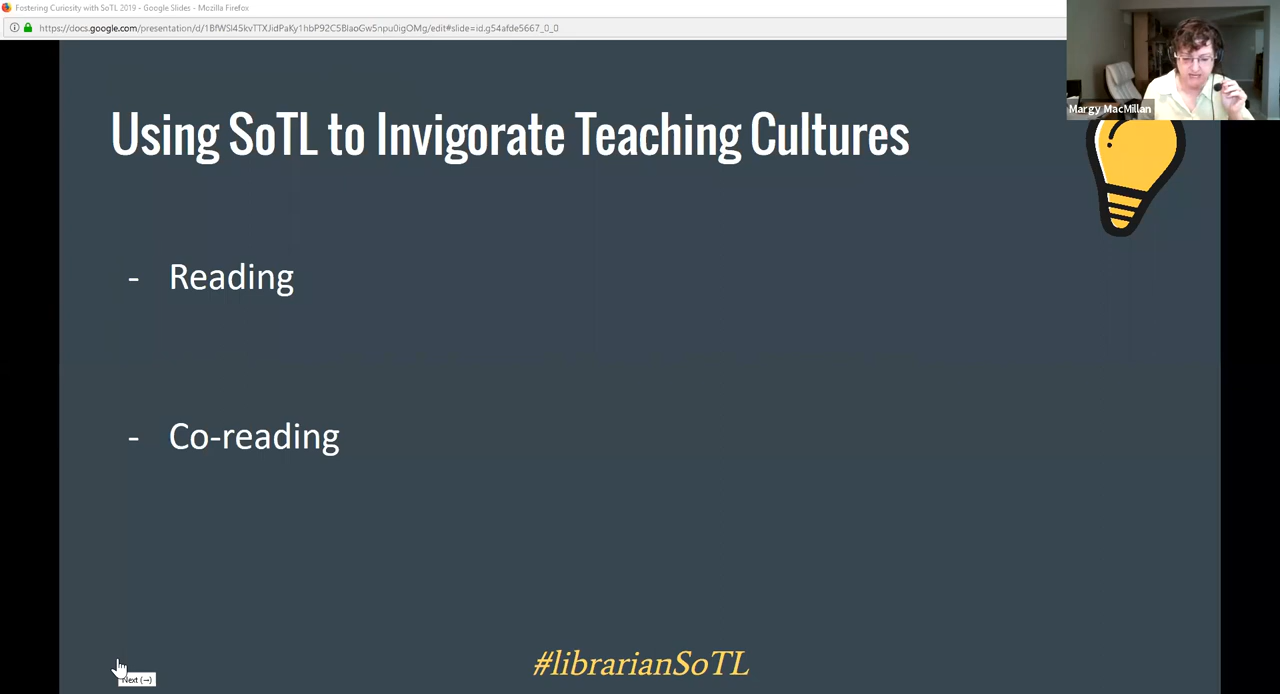 Fostering Curiosity with SoTL 2019 - Google Slides - Mozilla Firefox
https://docs.google.com/presentation/d/1BfWSl45kvTTXJidPaKy1hbP92C5BlaoGw5npu0igOMg/edit#slide=id.g54afde5667_0_0
Margy MacMillan
Using SoTL to Invigorate Teaching Cultures
- Reading
- Co-reading
#librarianSoTL
Next (→)